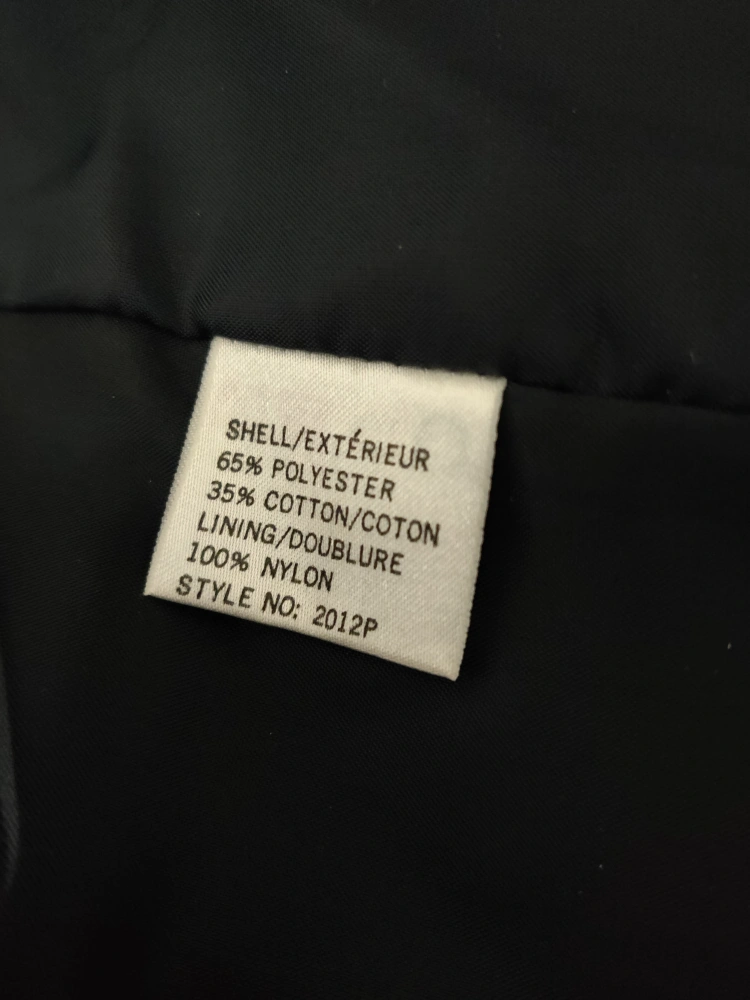 SHELL/EXTÉRIEUR
65% POLYESTER
35% COTTON/COTON
LINING/DOUBLURE
100% NYLON
STYLE NO: 2012P